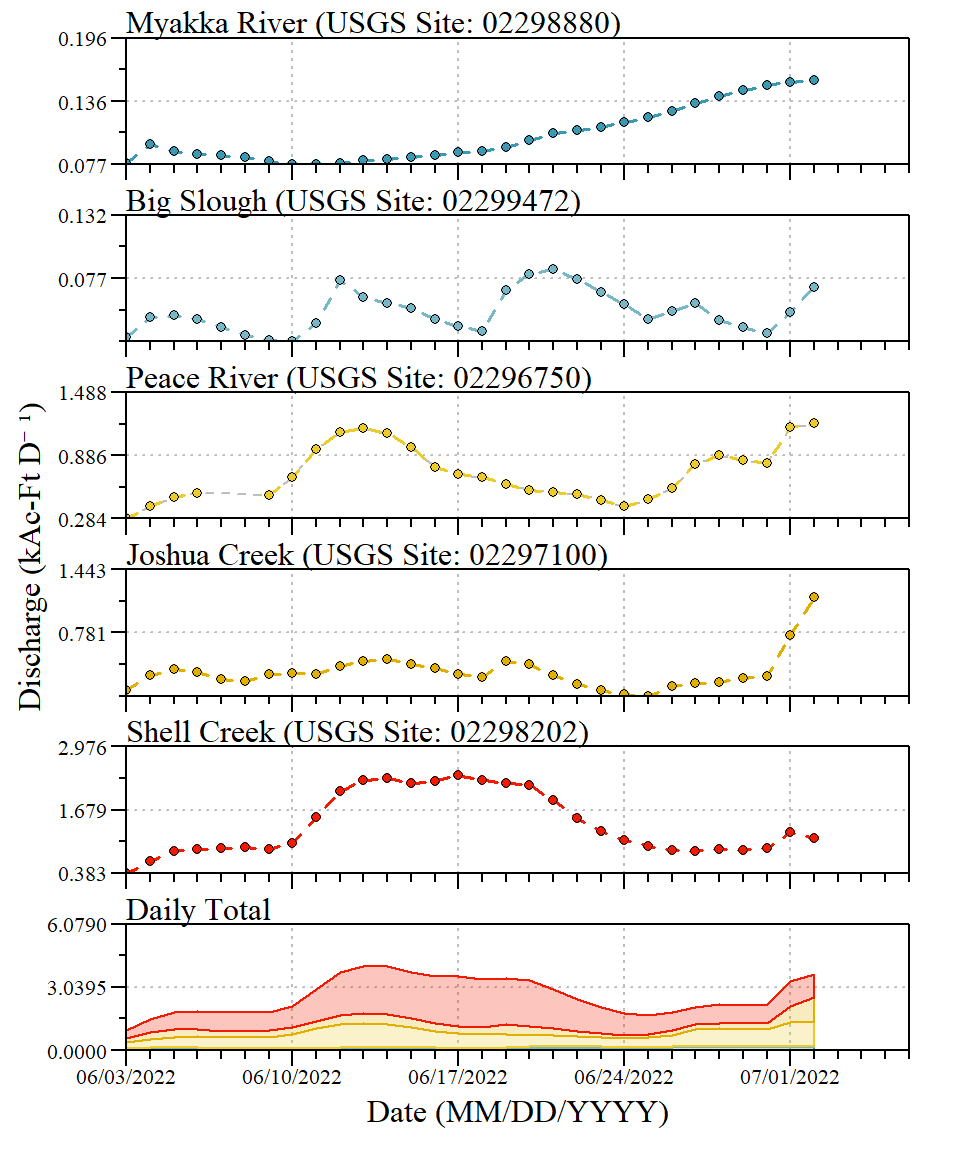 Myakka River (USGS Site: 02298880)
0.196
0.136
0.077
Big Slough (USGS Site: 02299472)
0.132
0.077
Peace River (USGS Site: 02296750)
1.488
0.886
0.284
Joshua Creek (USGS Site: 02297100)
1.443
0.781
Shell Creek (USGS Site: 02298202)
2.976
1.679
0.383
Daily Total
6.0790
3.0395
0.0000
06/03/2022 06/10/2022 06/17/2022 06/24/2022 07/01/2022
Date (MM/DD/YYYY)
Discharge (kAc-Ft D⁻¹)